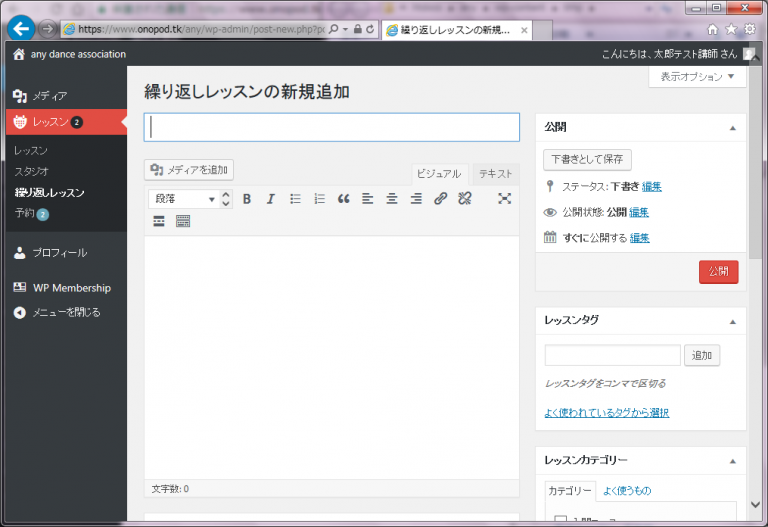 https://www.onopod.tk/any/wp-admin/post-new.php?po
繰り返しレッスンの新規...
any dance association
こんにちは、太郎テスト講師 さん
表示オプション
メディア
レッスン 2
レッスン
スタジオ
繰り返しレッスン
予約 2
プロフィール
WP Membership
メニューを閉じる
繰り返しレッスンの新規追加
メディアを追加
ビジュアル
テキスト
段落
B I
文字数: 0
公開
下書きとして保存
ステータス: 下書き 編集
公開状態: 公開 編集
すぐに公開する 編集
公開
レッスンタグ
追加
レッスンタグをコンマで区切る
よく使われているタグから選択
レッスンカテゴリー
カテゴリー
よく使うもの